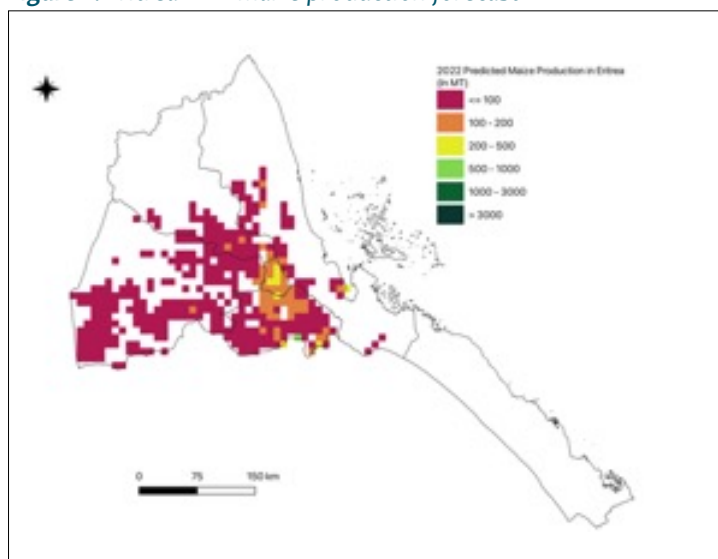 2022 Predicted Maize Production in Eritrea
(in MT)
<= 100
100 - 200
200 - 500
500 - 1000
1000 - 3000
> 3000
0 75 150 km